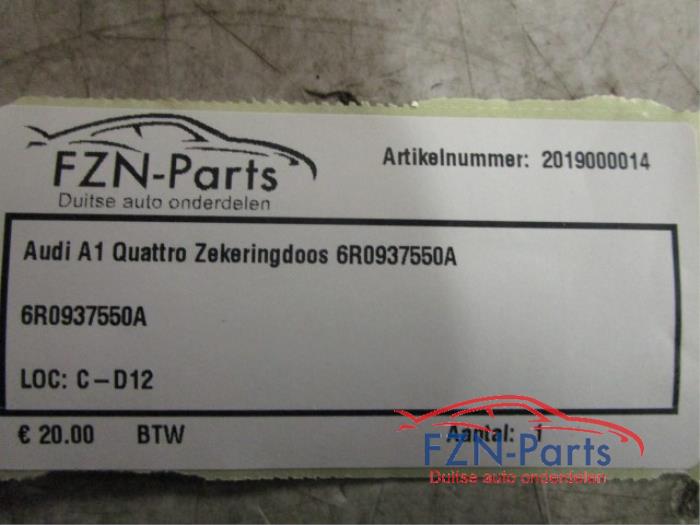 FZN-Parts
Duitse auto onderdelen
Artikelnummer: 2019000014
Audi A1 Quattro Zekeringdoos 6R0937550A
6R0937550A
LOC: C-D12
€ 20.00 BTW Aantal: 1
FZN-Parts
Duitse auto onderdelen